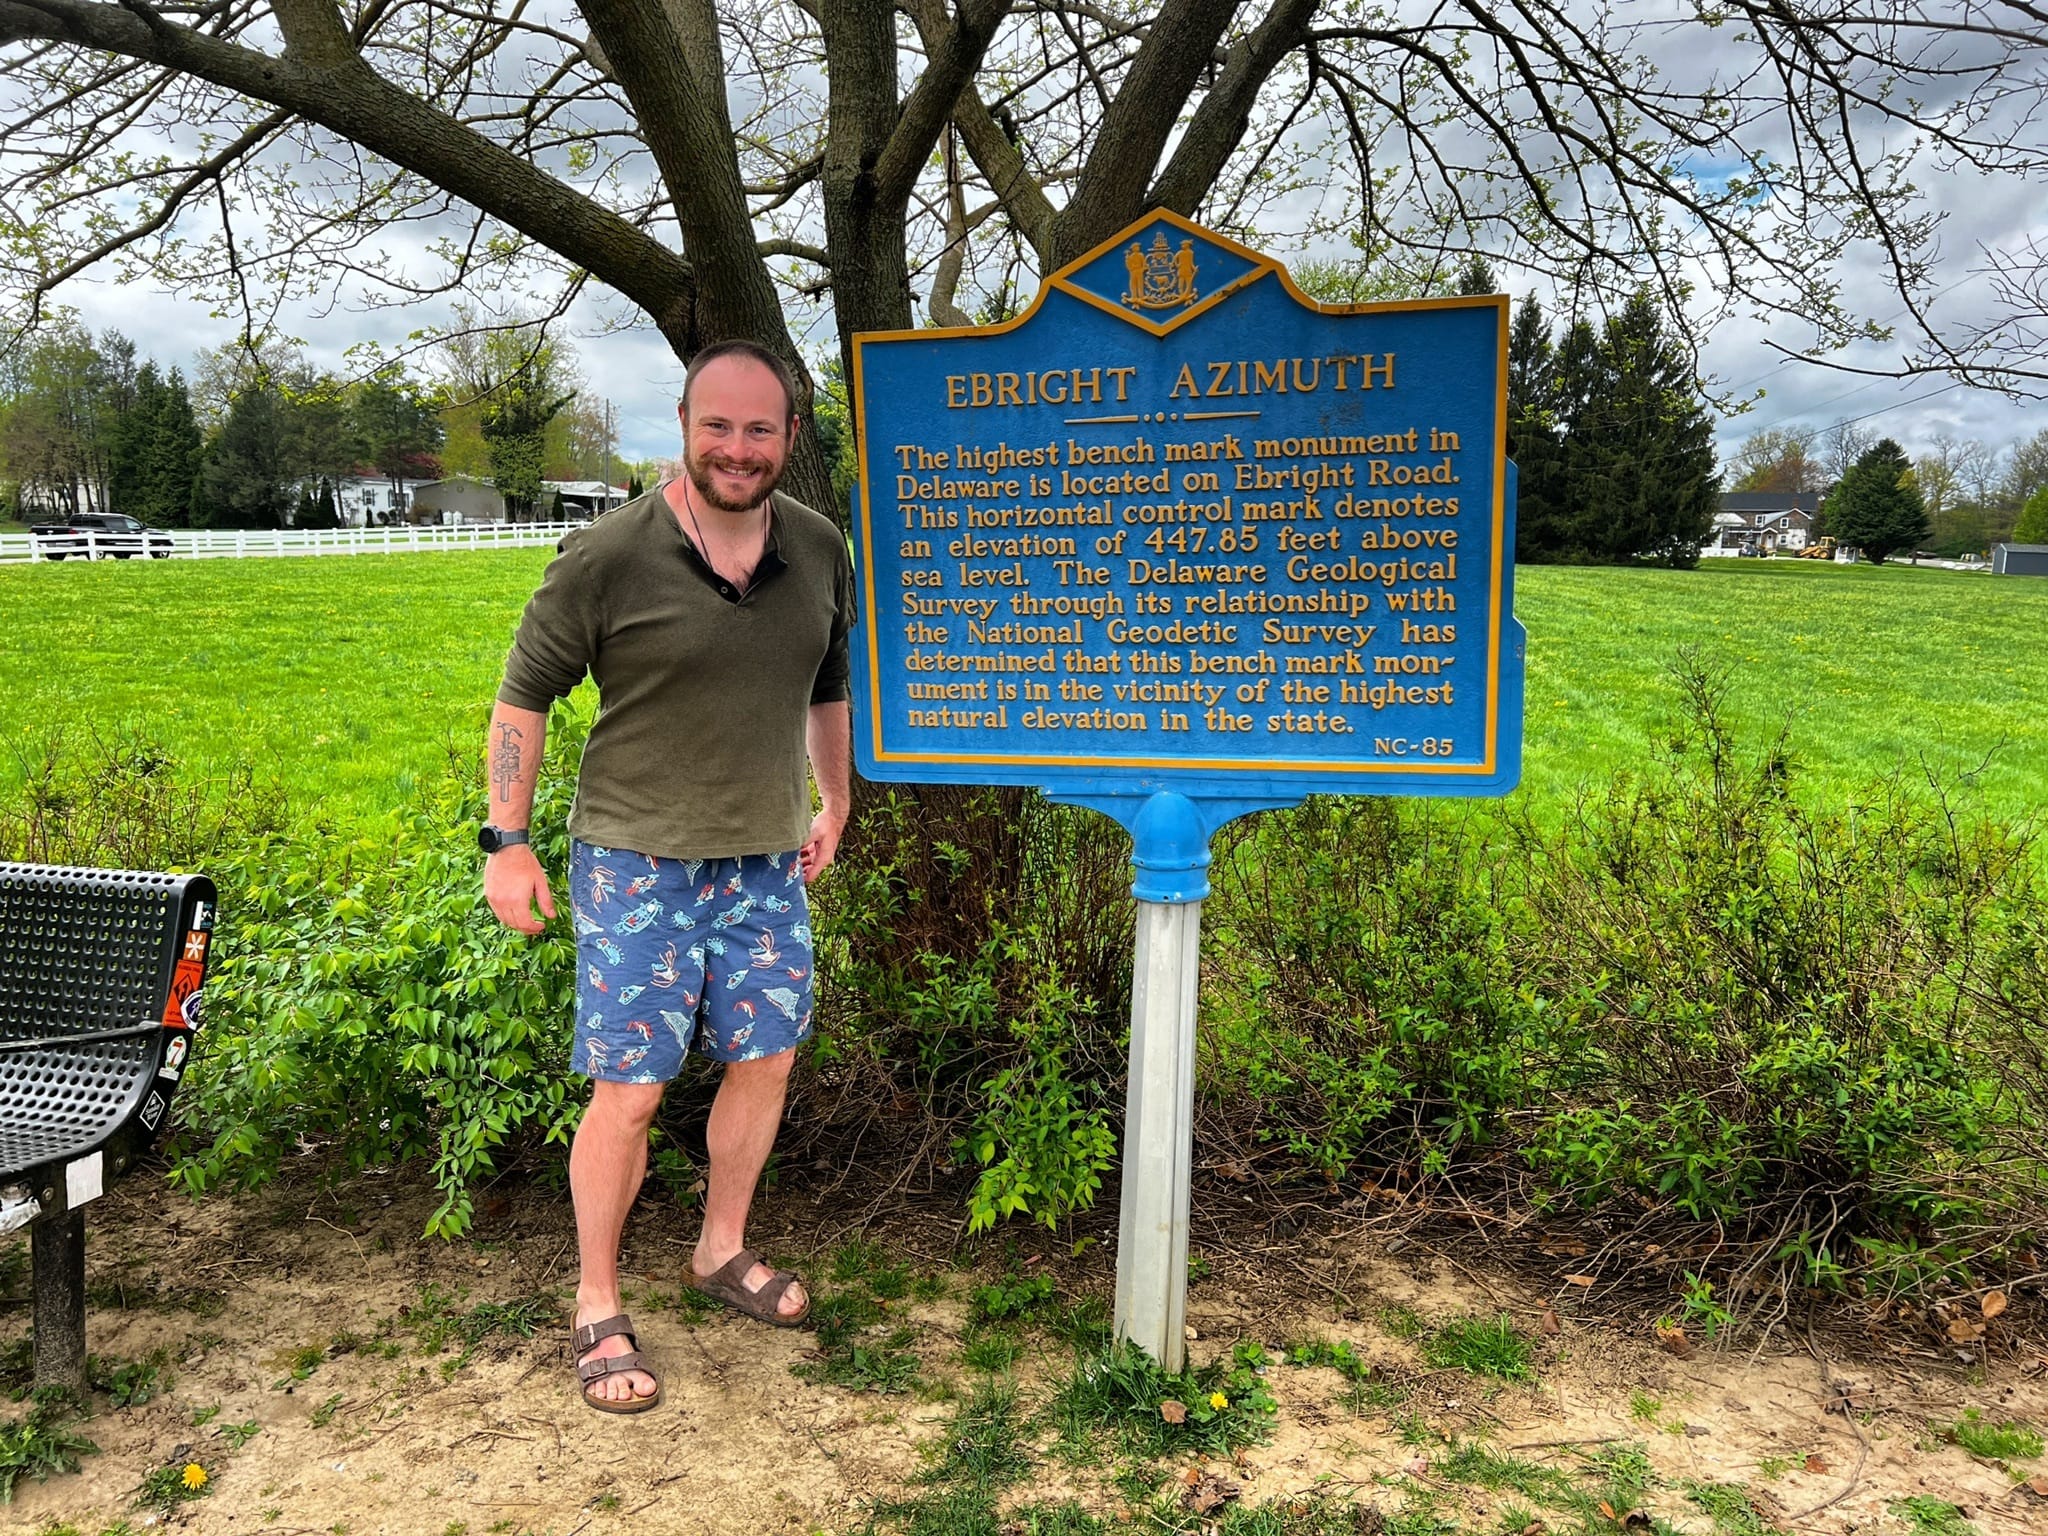 EBRIGHT AZIMUTH
The highest bench mark monument in
Delaware is located on Ebright Road.
This horizontal control mark denotes
an elevation of 447.85 feet above
sea level. The Delaware Geological
Survey through its relationship with
the National Geodetic Survey has
determined that this bench mark mon-
ument is in the vicinity of the highest
natural elevation in the state.
NC-85